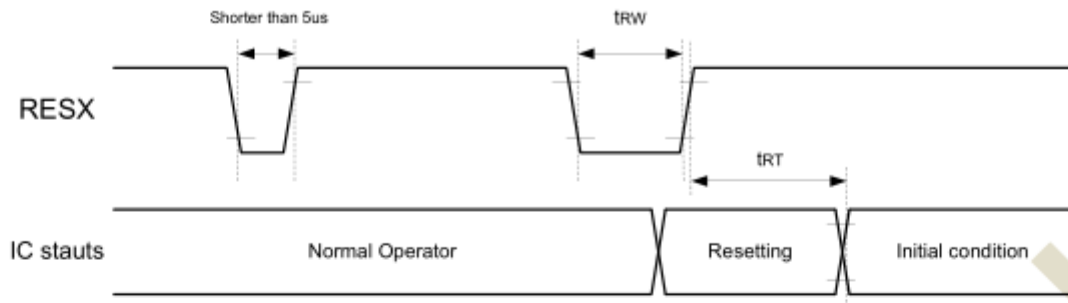 Shorter than 5us
tRW
RESX
tRT
IC stauts
Normal Operator
Resetting
Initial condition